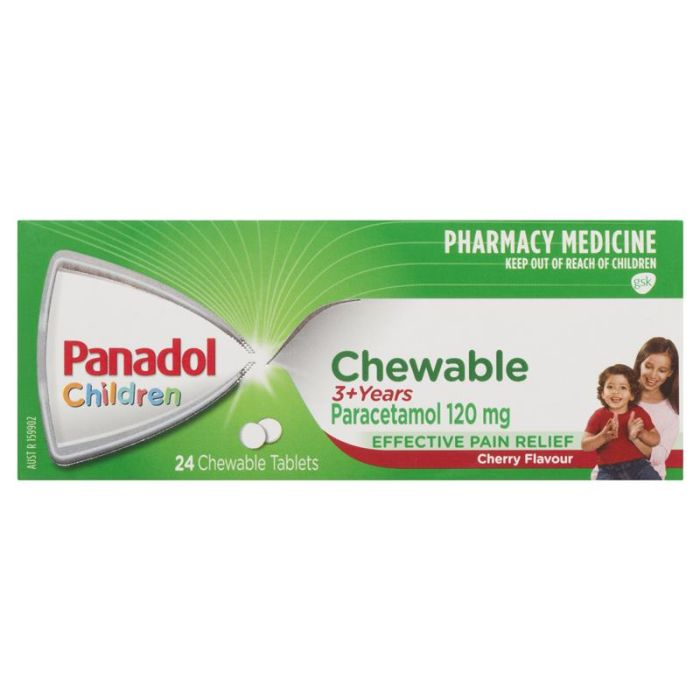 PHARMACY MEDICINE
KEEP OUT OF REACH OF CHILDREN
gsk
Panadol
Children
Chewable
3+Years
Paracetamol 120 mg
EFFECTIVE PAIN RELIEF
Cherry Flavour
24 Chewable Tablets
AUST R 159902